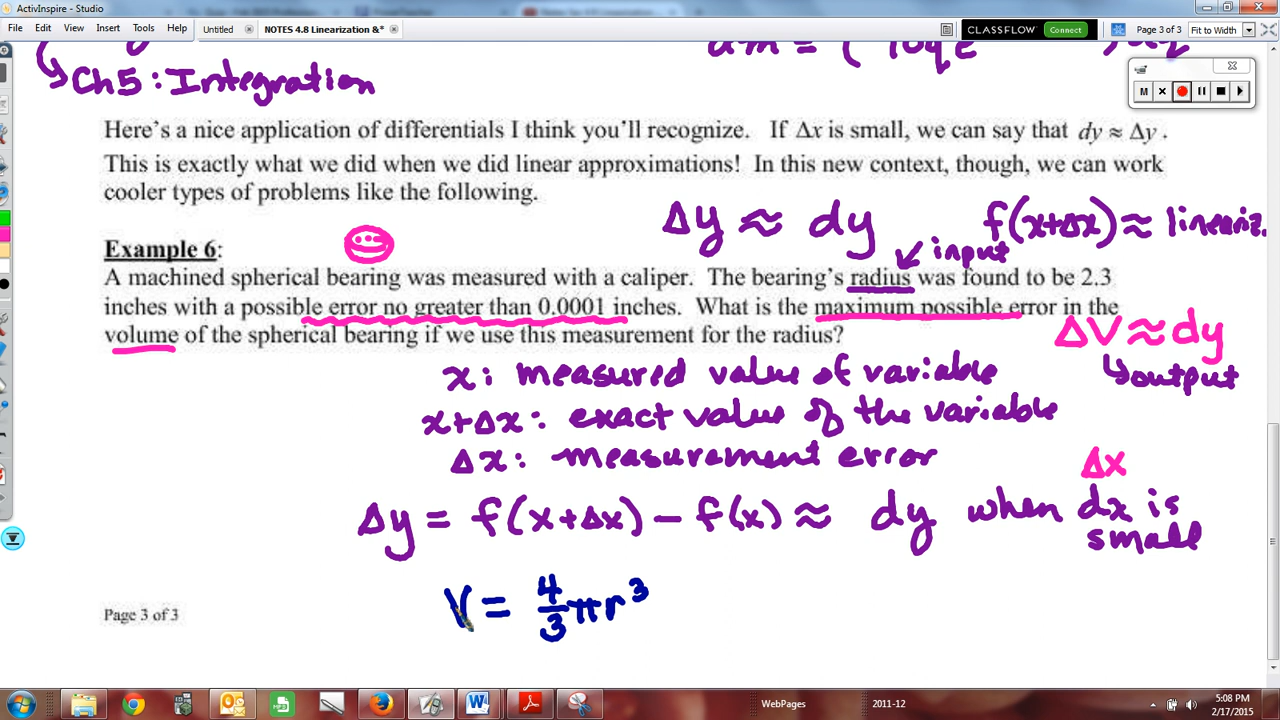 ActivInspire - Studio
File Edit View Insert Tools Help Untitled NOTES 4.8 Linearization &* CLASSFLOW Connect Page 3 of 3 Fit to Width
Ch5: Integration
M
Here's a nice application of differentials I think you'll recognize. If Δx is small, we can say that dy ≈ Δy.
This is exactly what we did when we did linear approximations! In this new context, though, we can work
cooler types of problems like the following.
Δy ≈ dy f(x+Δx) ≈ lineariz
input
Example 6:
A machined spherical bearing was measured with a caliper. The bearing's radius was found to be 2.3
inches with a possible error no greater than 0.0001 inches. What is the maximum possible error in the
volume of the spherical bearing if we use this measurement for the radius?
ΔV ≈ dy
output
x: measured value of variable
x+Δx: exact value of the variable
Δx: measurement error
Δx
Δy = f(x+Δx) − f(x) ≈ dy when dx is
small
V = 4/3 πr³
Page 3 of 3
WebPages 2011-12 5:08 PM
2/17/2015